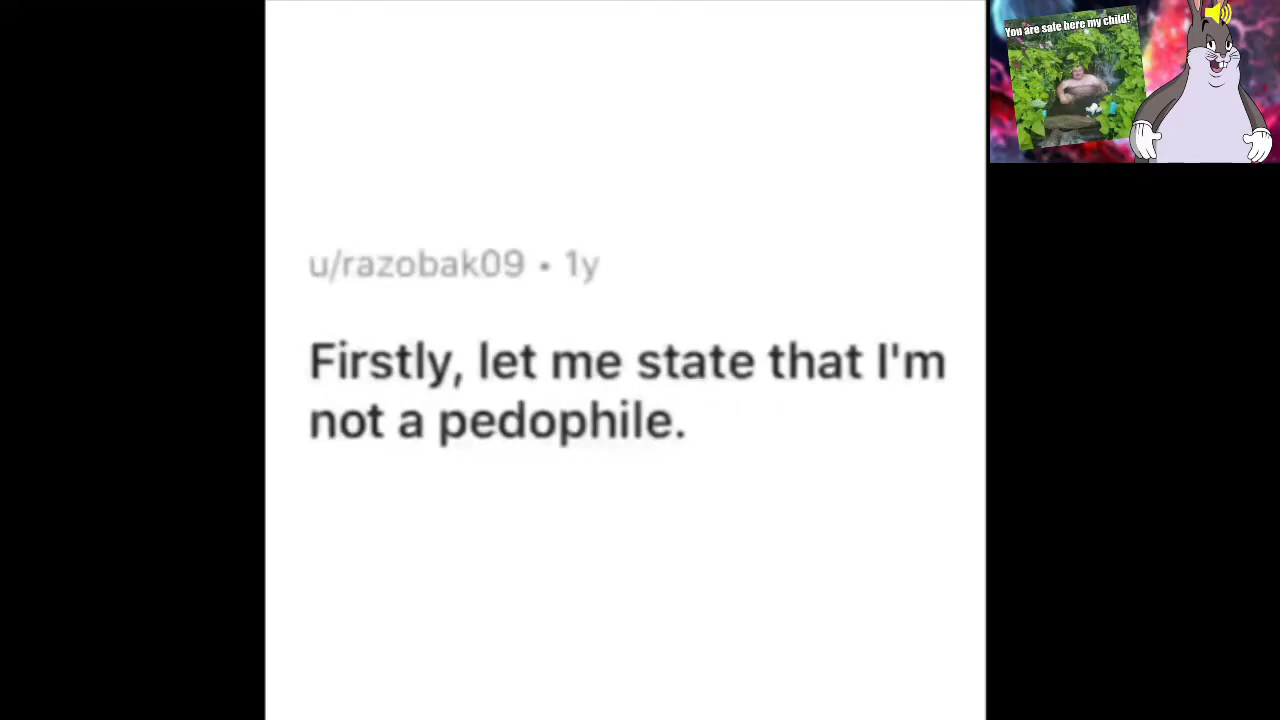 You are safe here my child!
u/razobak09 • 1y
Firstly, let me state that I'm
not a pedophile.